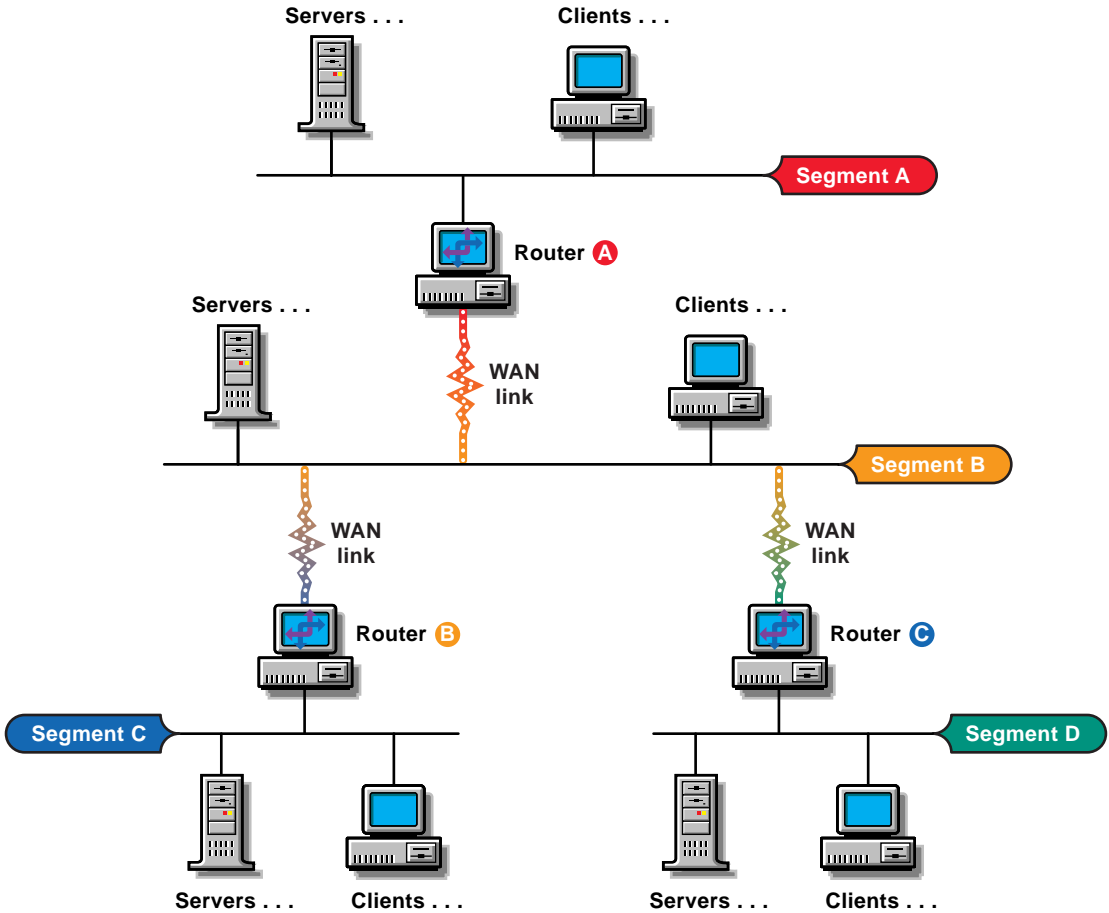 Servers . . .
Clients . . .
Segment A
Router A
Servers . . .
Clients . . .
WAN
link
Segment B
WAN
link
WAN
link
Router B
Router C
Segment C
Segment D
Servers . . .
Clients . . .
Servers . . .
Clients . . .